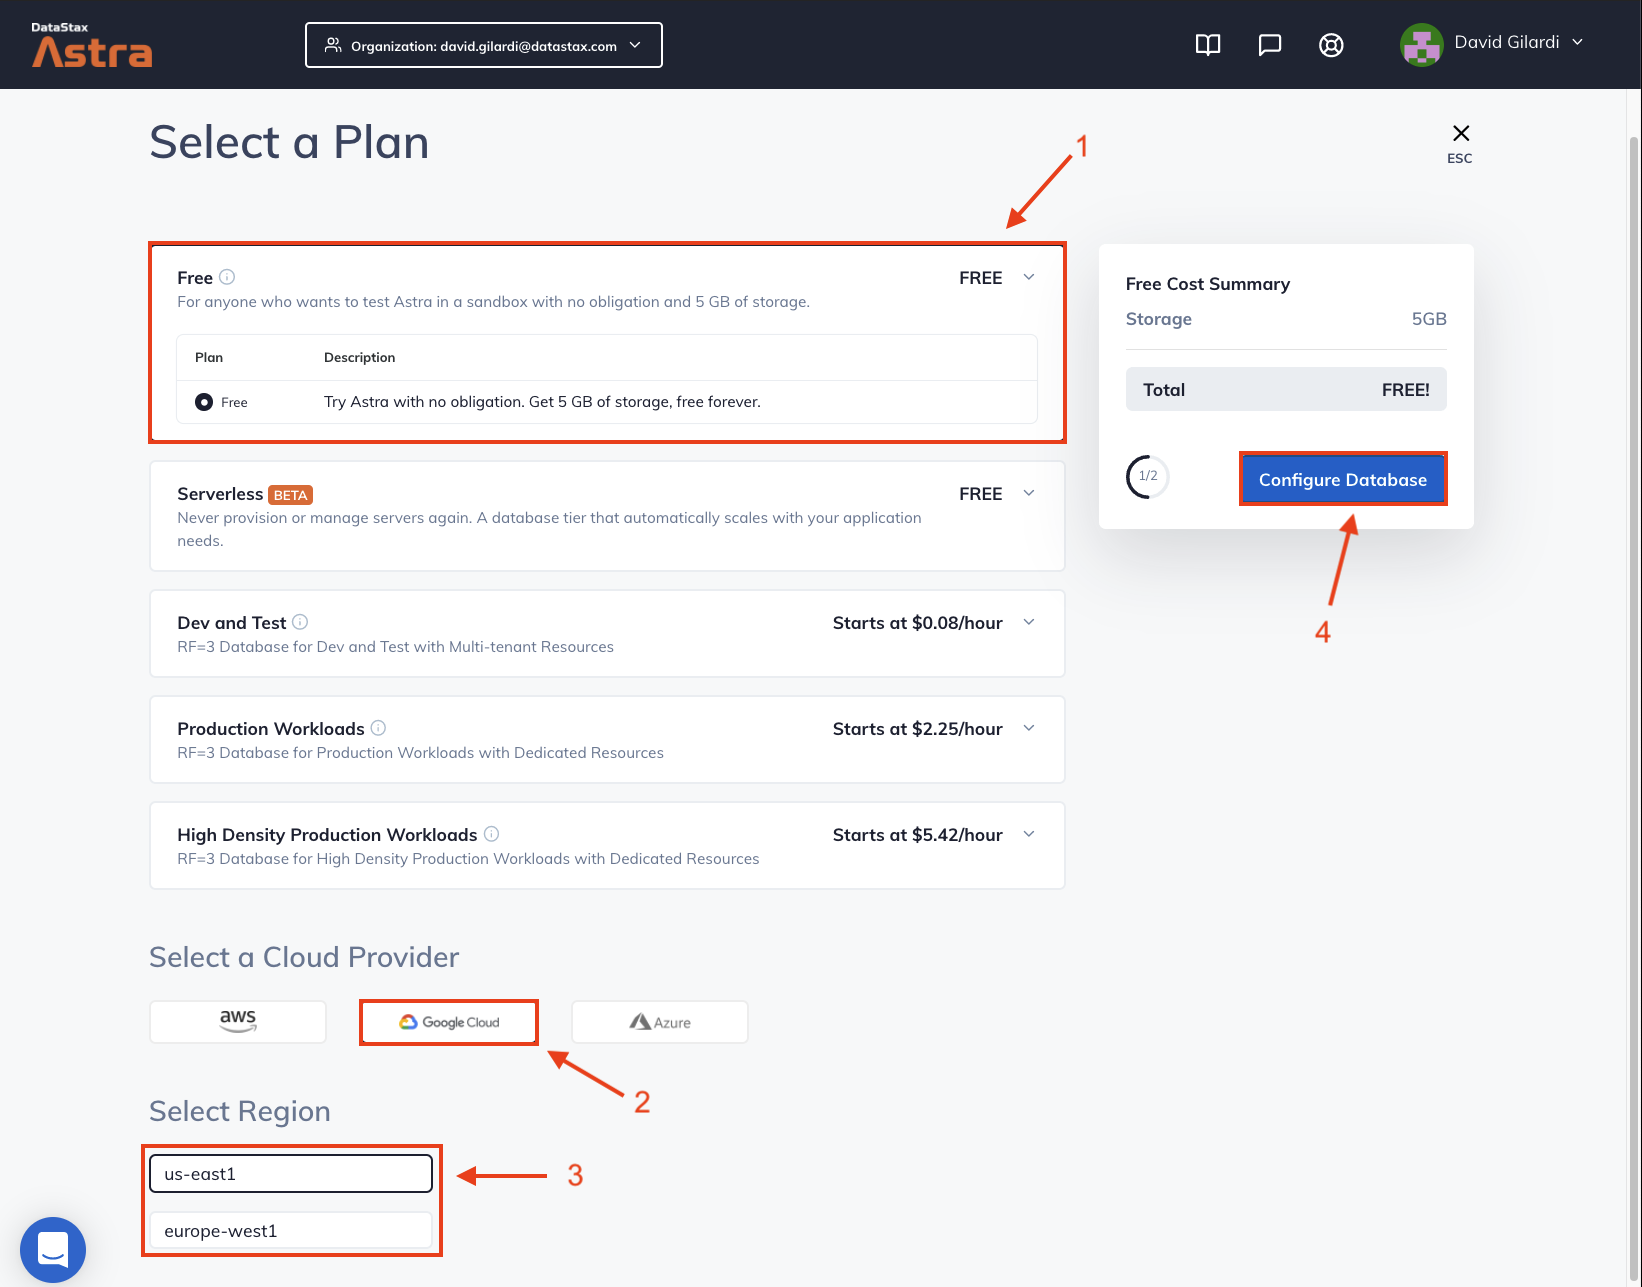 DataStax
Astra
Organization: david.gilardi@datastax.com
David Gilardi
Select a Plan
ESC
1
Free
FREE
For anyone who wants to test Astra in a sandbox with no obligation and 5 GB of storage.
Plan
Description
Free
Try Astra with no obligation. Get 5 GB of storage, free forever.
Free Cost Summary
Storage
5GB
Total
FREE!
1/2
Configure Database
4
Serverless BETA
FREE
Never provision or manage servers again. A database tier that automatically scales with your application
needs.
Dev and Test
Starts at $0.08/hour
RF=3 Database for Dev and Test with Multi-tenant Resources
Production Workloads
Starts at $2.25/hour
RF=3 Database for Production Workloads with Dedicated Resources
High Density Production Workloads
Starts at $5.42/hour
RF=3 Database for High Density Production Workloads with Dedicated Resources
Select a Cloud Provider
aws
Google Cloud
Azure
2
Select Region
us-east1
3
europe-west1